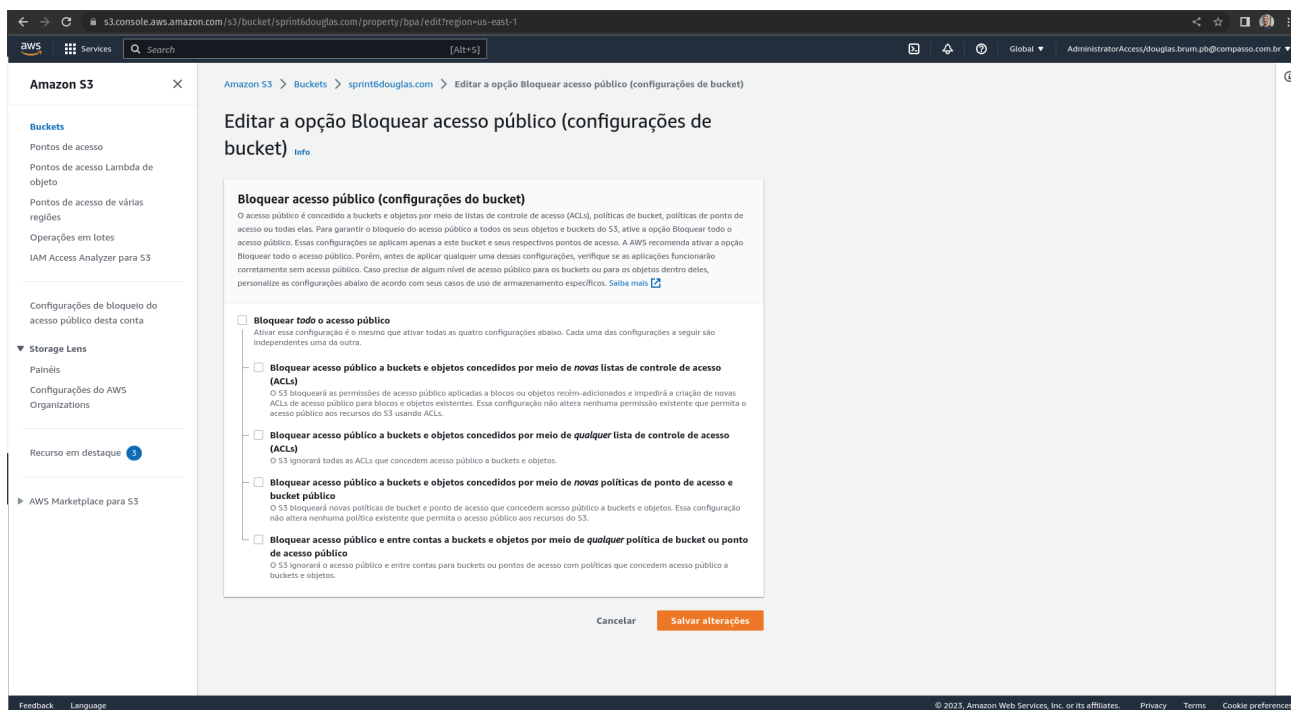 s3.console.aws.amazon.com/s3/bucket/sprint6douglas.com/property/bpa/edit?region=us-east-1
aws Services Search [Alt+S] Global AdministratorAccess/douglas.brum.pb@compasso.com.br
Amazon S3
Buckets
Pontos de acesso
Pontos de acesso Lambda de
objeto
Pontos de acesso de várias
regiões
Operações em lotes
IAM Access Analyzer para S3
Configurações de bloqueio do
acesso público desta conta
Storage Lens
Painéis
Configurações do AWS
Organizations
Recurso em destaque 3
AWS Marketplace para S3
Amazon S3 > Buckets > sprint6douglas.com > Editar a opção Bloquear acesso público (configurações de bucket)
Editar a opção Bloquear acesso público (configurações de
bucket) Info
Bloquear acesso público (configurações do bucket)
O acesso público é concedido a buckets e objetos por meio de listas de controle de acesso (ACLs), políticas de bucket, políticas de ponto de
acesso ou todas elas. Para garantir o bloqueio do acesso público a todos os seus objetos e buckets do S3, ative a opção Bloquear todo o
acesso público. Essas configurações se aplicam apenas a este bucket e seus respectivos pontos de acesso. A AWS recomenda ativar a opção
Bloquear todo o acesso público. Porém, antes de aplicar qualquer uma dessas configurações, verifique se as aplicações funcionarão
corretamente sem acesso público. Caso precise de algum nível de acesso público para os buckets ou para os objetos dentro deles,
personalize as configurações abaixo de acordo com seus casos de uso de armazenamento específicos. Saiba mais
Bloquear todo o acesso público
Ativar essa configuração é o mesmo que ativar todas as quatro configurações abaixo. Cada uma das configurações a seguir são
independentes uma da outra.
Bloquear acesso público a buckets e objetos concedidos por meio de novas listas de controle de acesso
(ACLs)
O S3 bloqueará as permissões de acesso público aplicadas a blocos ou objetos recém-adicionados e impedirá a criação de novas
ACLs de acesso público para blocos e objetos existentes. Essa configuração não altera nenhuma permissão existente que permita o
acesso público aos recursos do S3 usando ACLs.
Bloquear acesso público a buckets e objetos concedidos por meio de qualquer lista de controle de acesso
(ACLs)
O S3 ignorará todas as ACLs que concedem acesso público a buckets e objetos.
Bloquear acesso público a buckets e objetos concedidos por meio de novas políticas de ponto de acesso e
bucket público
O S3 bloqueará novas políticas de bucket e ponto de acesso que concedem acesso público a buckets e objetos. Essa configuração
não altera nenhuma política existente que permita o acesso público aos recursos do S3.
Bloquear acesso público e entre contas a buckets e objetos por meio de qualquer política de bucket ou ponto
de acesso público
O S3 ignorará o acesso público e entre contas para buckets ou pontos de acesso com políticas que concedem acesso público a
buckets e objetos.
Cancelar Salvar alterações
Feedback Language © 2023, Amazon Web Services, Inc. or its affiliates. Privacy Terms Cookie preferences